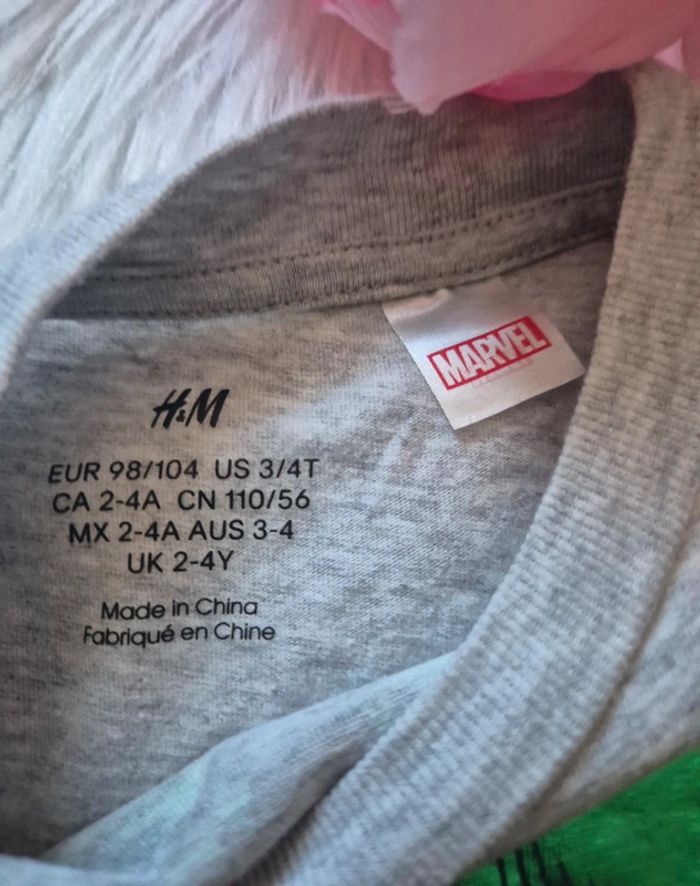 MARVEL
H&M
EUR 98/104 US 3/4T
CA 2-4A CN 110/56
MX 2-4A AUS 3-4
UK 2-4Y
Made in China
Fabriqué en Chine